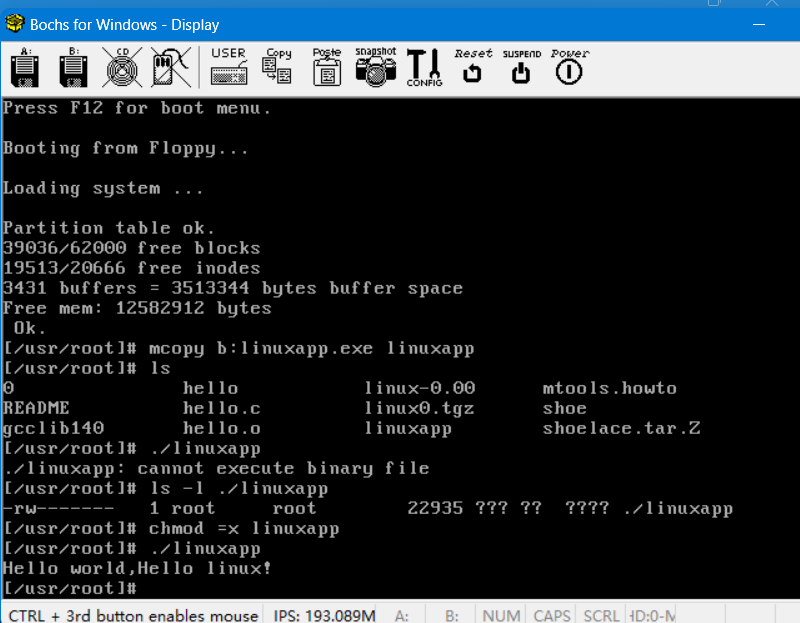 Bochs for Windows - Display
A: B: CD USER Copy Poste snapshot CONFIG Reset SUSPEND Power
Press F12 for boot menu.
Booting from Floppy...
Loading system ...
Partition table ok.
39036/62000 free blocks
19513/20666 free inodes
3431 buffers = 3513344 bytes buffer space
Free mem: 12582912 bytes
Ok.
[/usr/root]# mcopy b:linuxapp.exe linuxapp
[/usr/root]# ls
0 hello linux-0.00 mtools.howto
README hello.c linux0.tgz shoe
gcclib140 hello.o linuxapp shoelace.tar.Z
[/usr/root]# ./linuxapp
./linuxapp: cannot execute binary file
[/usr/root]# ls -l ./linuxapp
-rw------- 1 root root 22935 ??? ?? ???? ./linuxapp
[/usr/root]# chmod =x linuxapp
[/usr/root]# ./linuxapp
Hello world,Hello linux!
[/usr/root]#
CTRL + 3rd button enables mouse IPS: 193.089M A: B: NUM CAPS SCRL HD:0-M